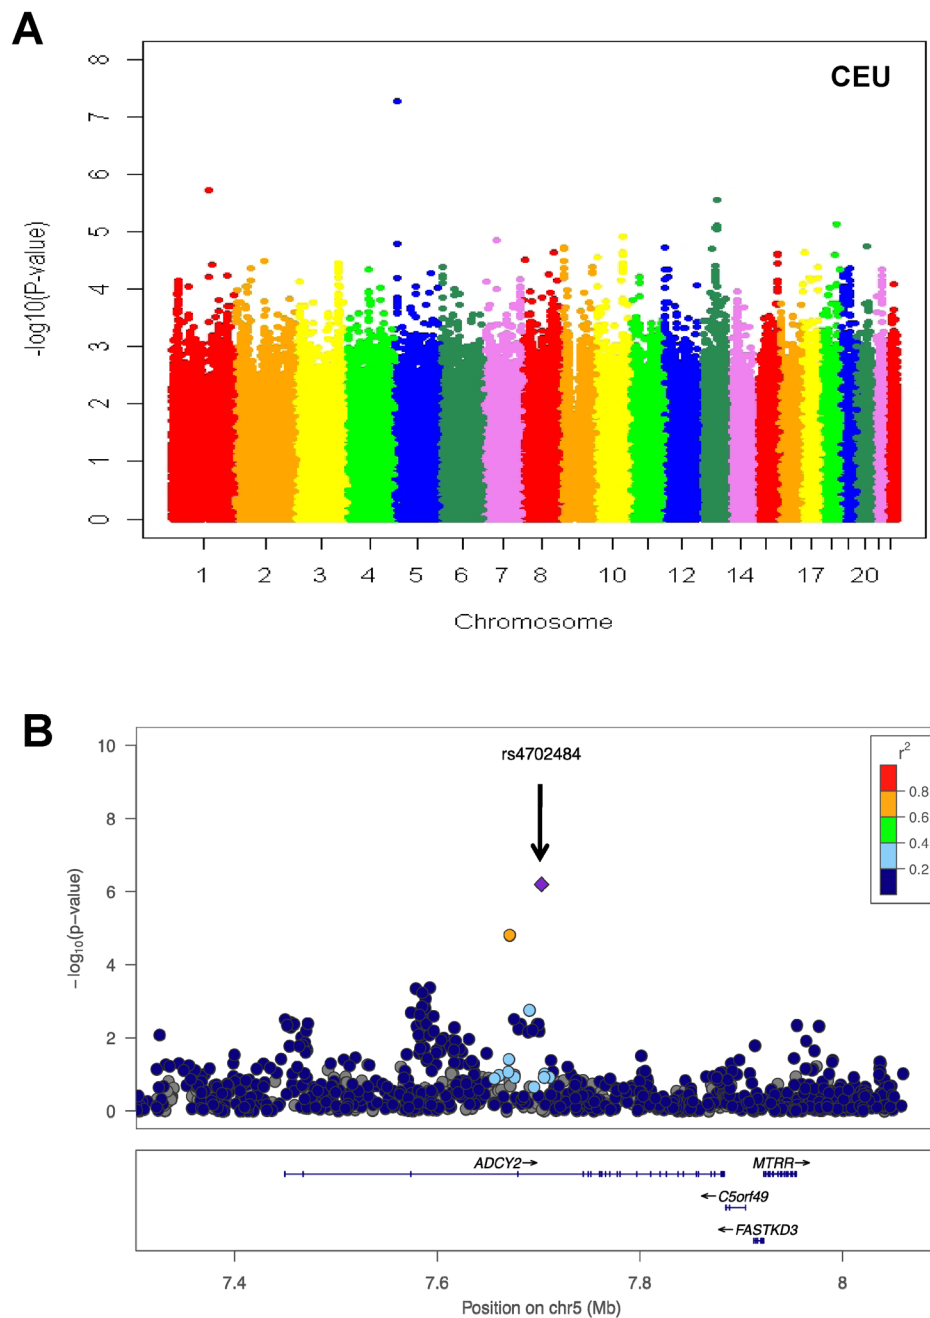 A
CEU
8
7
6
5
4
3
2
1
0
-log10(P-value)
1 2 3 4 5 6 7 8 10 12 14 17 20
Chromosome
B
rs4702484
r2
0.8
0.6
0.4
0.2
10
8
6
4
2
0
−log10(p−value)
ADCY2→
MTRR→
←C5orf49
←FASTKD3
7.4 7.6 7.8 8
Position on chr5 (Mb)